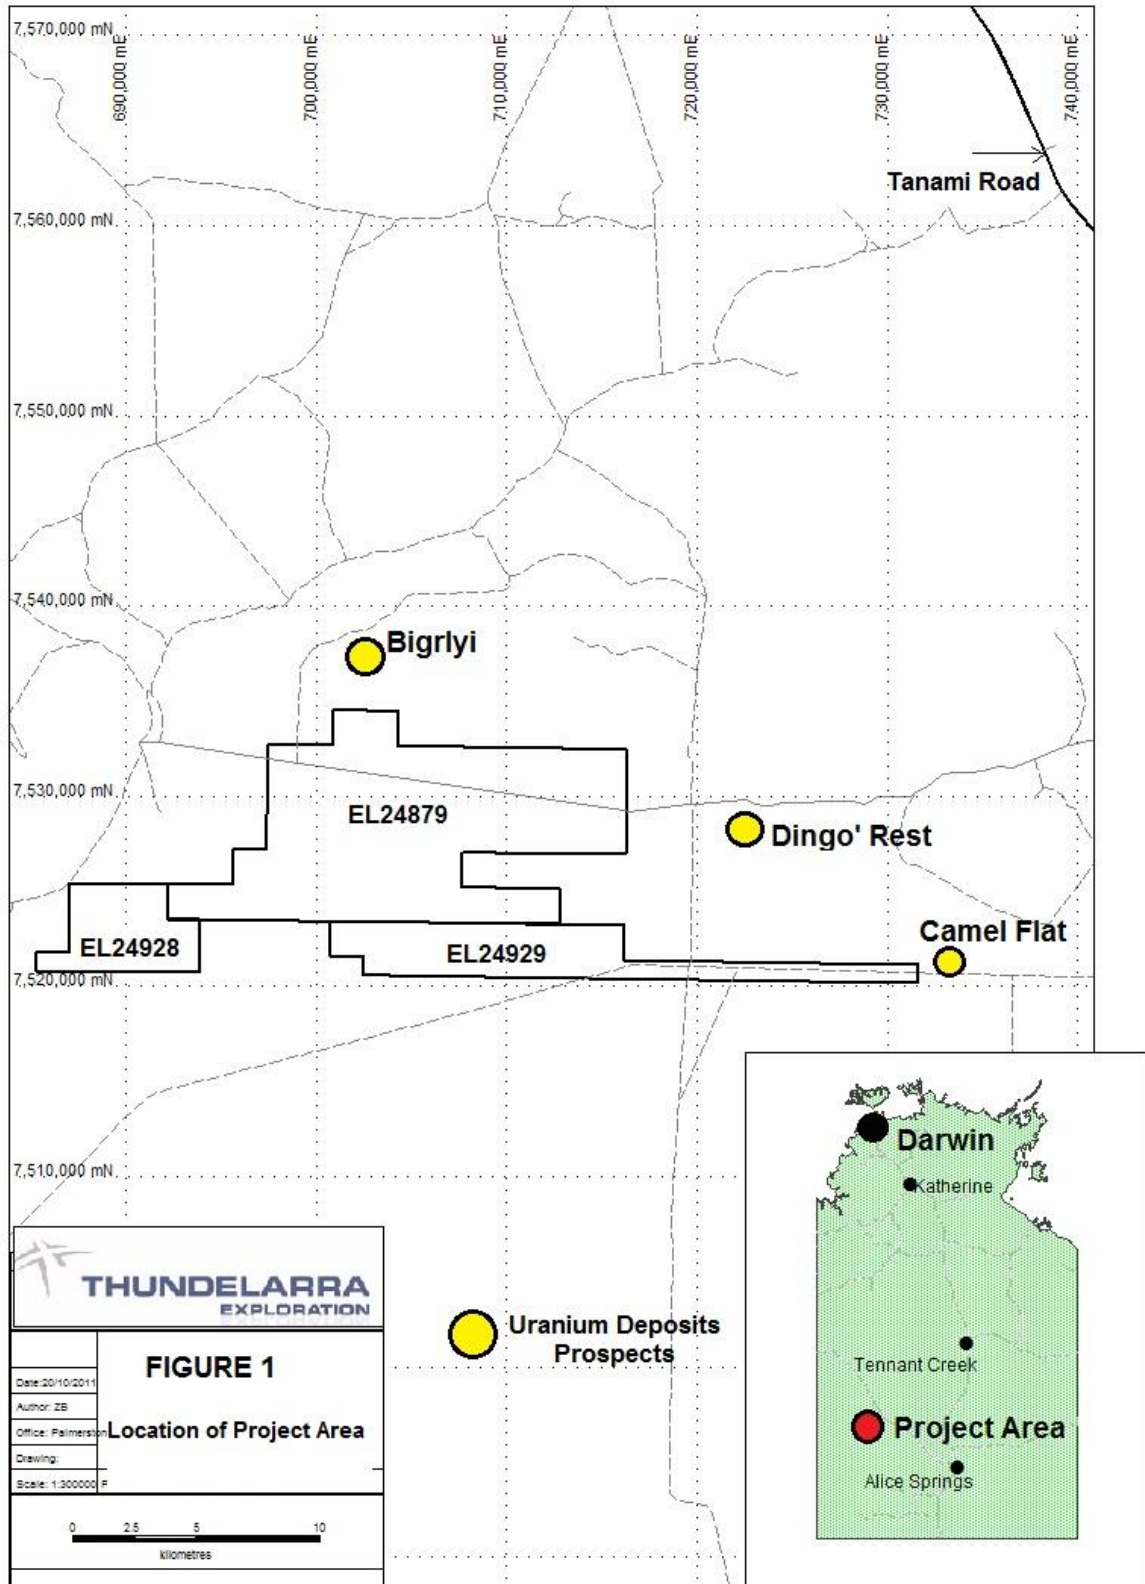 7,570,000 mN
690,000 mE
700,000 mE
710,000 mE
720,000 mE
730,000 mE
740,000 mE
Tanami Road
7,560,000 mN
7,550,000 mN
7,540,000 mN
Bigrlyi
7,530,000 mN
EL24879
Dingo' Rest
Camel Flat
EL24928
EL24929
7,520,000 mN
7,510,000 mN
Darwin
Katherine
Tennant Creek
Project Area
Alice Springs
THUNDELARRA
EXPLORATION
Uranium Deposits
Prospects
FIGURE 1
Location of Project Area
Date:20/10/2011
Author: ZB
Office: Palmerston
Drawing:
Scale: 1:300000 P
0 2.5 5 10
kilometres